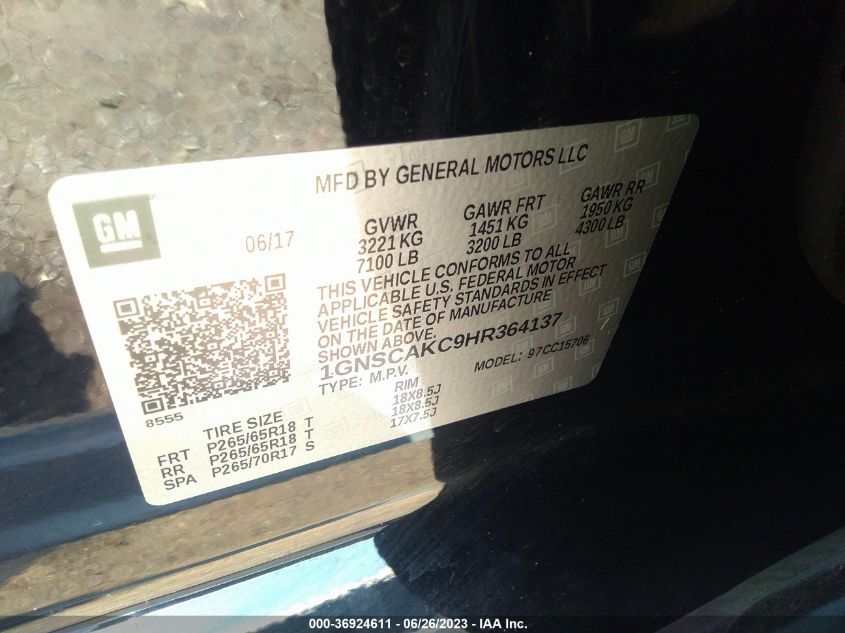 MFD BY GENERAL MOTORS LLC
GM
06/17
GVWR GAWR FRT GAWR RR
3221 KG 1451 KG 1950 KG
7100 LB 3200 LB 4300 LB
THIS VEHICLE CONFORMS TO ALL
APPLICABLE U.S. FEDERAL MOTOR
VEHICLE SAFETY STANDARDS IN EFFECT
ON THE DATE OF MANUFACTURE
SHOWN ABOVE.
1GNSCAKC9HR364137
TYPE: M.P.V. MODEL: 97CC15706
8555
TIRE SIZE RIM
FRT P265/65R18 T 18X8.5J
RR P265/65R18 T 18X8.5J
SPA P265/70R17 S 17X7.5J
000-36924611 - 06/26/2023 - IAA Inc.